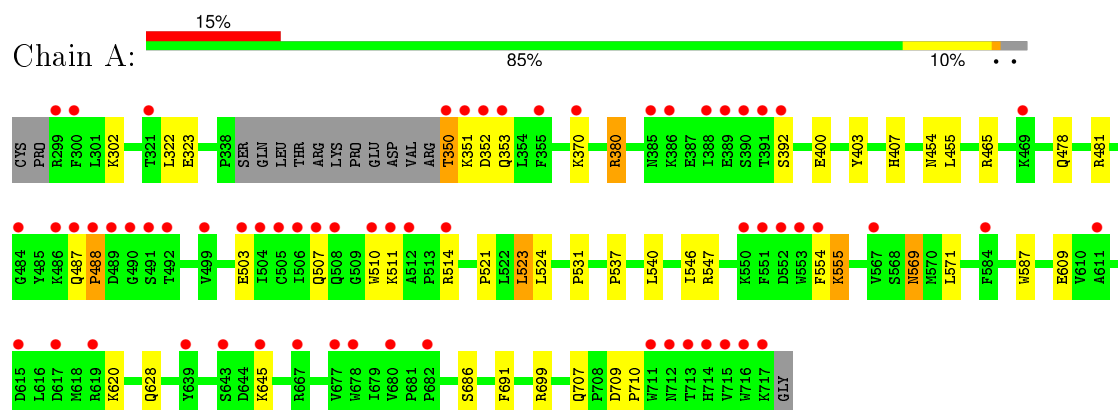 15%
Chain A:
85% 10% • •
CYS PRO R299 F300 L301 K302 T321 L322 E323 P338 SER GLN LEU THR ARG LYS PRO GLU ASP VAL ARG T350 K351 D352 Q353 L354 F355 K370 R380 N385 K386 E387 I388 E389 S390 T391 S392 E400 Y403 H407 N454 L455 R465 K469 Q478 R481
G484 Y485 K486 Q487 P488 D489 G490 S491 T492 V499 E503 I504 C505 I506 Q507 Q508 G509 W510 K511 A512 P513 R514 P521 L522 L523 L524 P531 P537 L540 I546 R547 K550 F551 D552 W553 F554 K555 V567 S568 N569 M570 L571 F584 W587 E609 V610 A611
D615 L616 D617 M618 R619 K620 Q628 Y639 S643 D644 K645 R667 V677 W678 I679 V680 P681 P682 S686 F691 R699 Q707 P708 D709 P710 W711 N712 T713 H714 V715 W716 K717 GLY